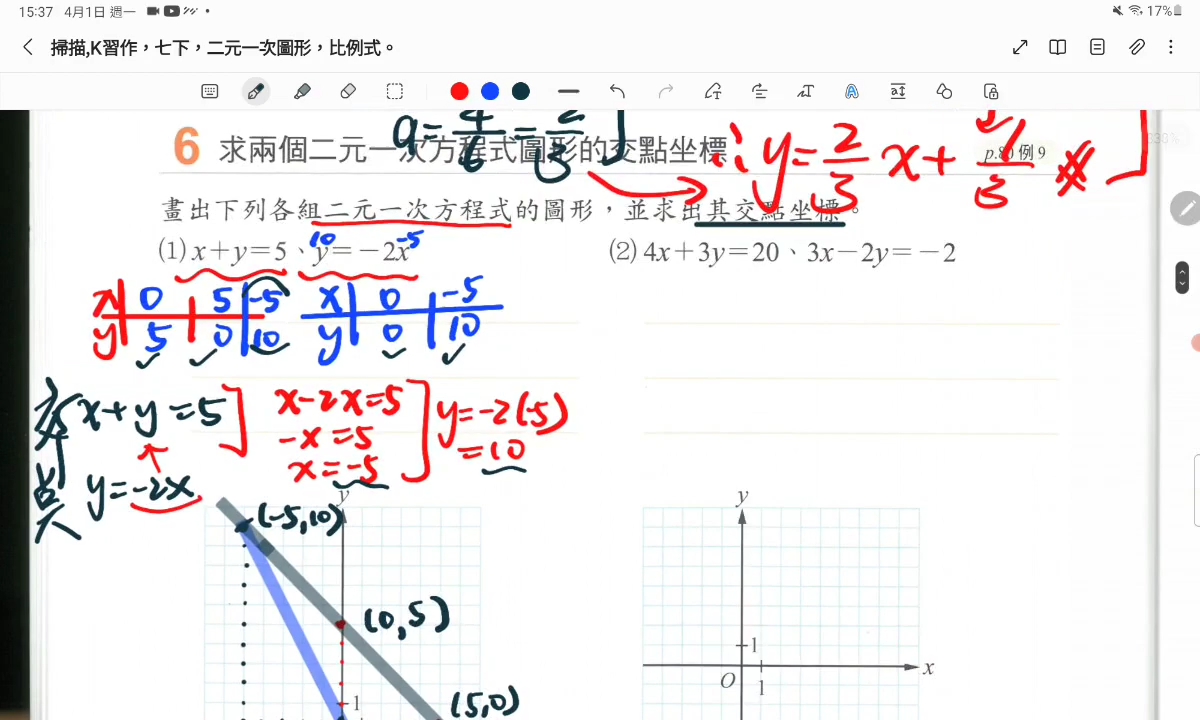 15:37 4月1日 週一
17%
掃描,K習作，七下，二元一次圖形，比例式。
6 求兩個二元一次方程式圖形的交點坐標
p.80 例 9
畫出下列各組二元一次方程式的圖形，並求出其交點坐標。
(1) x+y=5、y=-2x
10 -5
(2) 4x+3y=20、3x-2y=-2
∴y=2/3 x+
x 0 5 -5
y 5 0 10
x 0 -5
y 0 10
交點
x+y=5
y=-2x
x-2x=5
-x=5
x=-5
y=-2(-5)
=10
y
(-5,10)
(0,5)
1
(5,0)
y
1
O 1 x